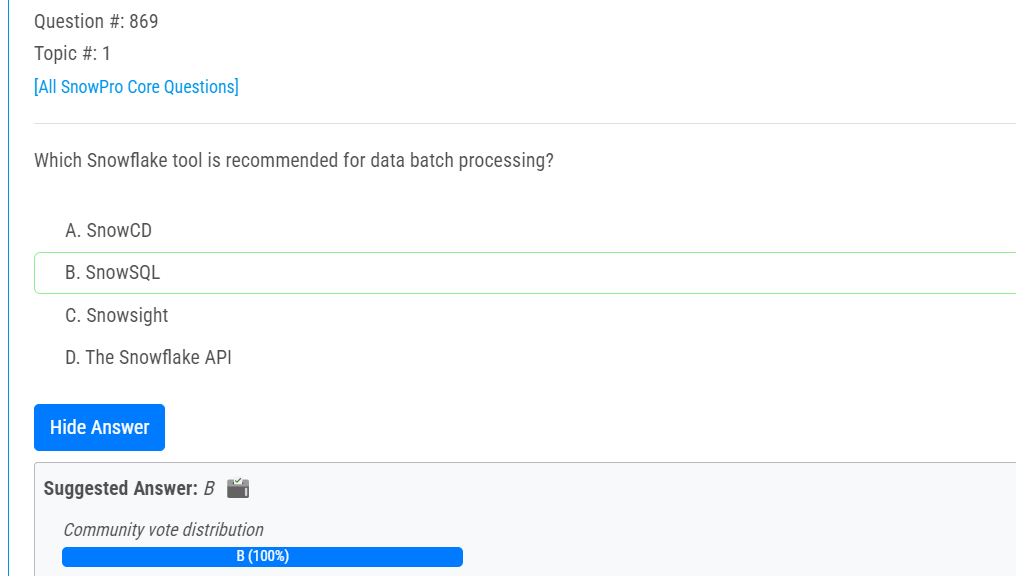 Question #: 869
Topic #: 1
[All SnowPro Core Questions]
Which Snowflake tool is recommended for data batch processing?
A. SnowCD
B. SnowSQL
C. Snowsight
D. The Snowflake API
Hide Answer
Suggested Answer: B
Community vote distribution
B (100%)